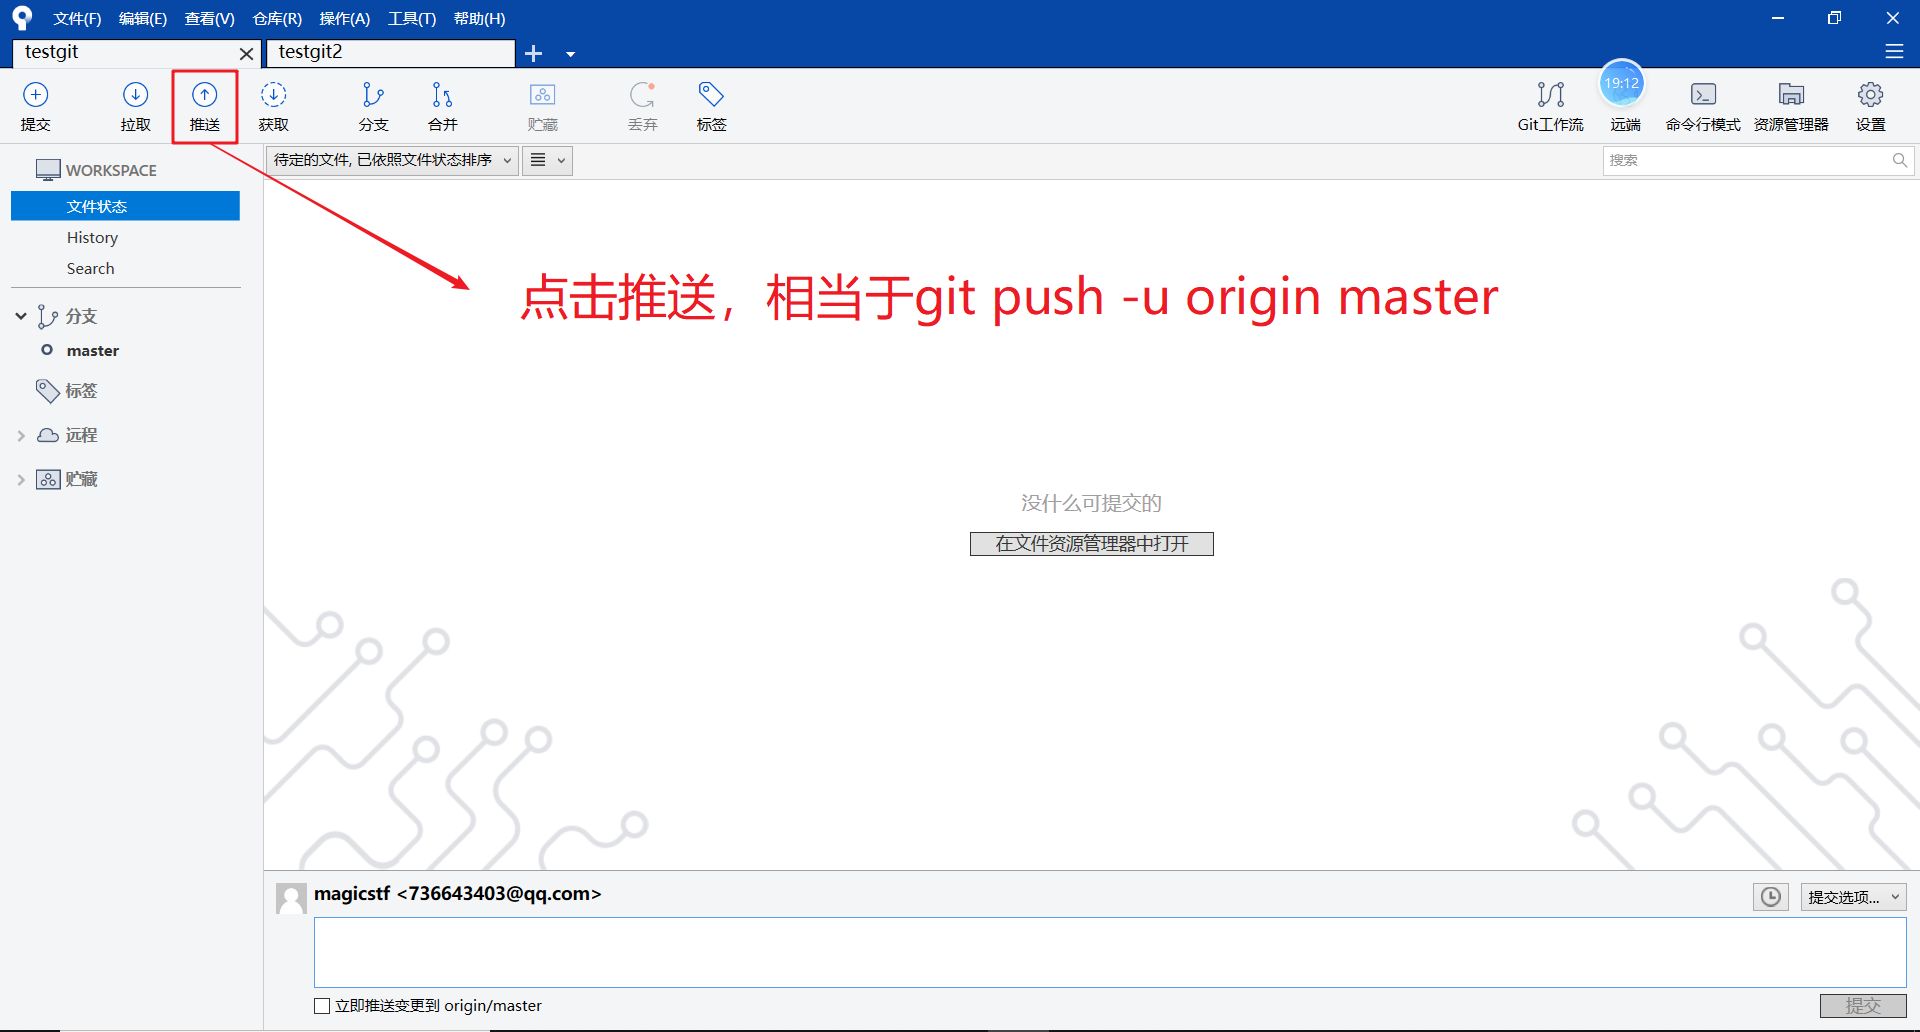 文件(F) 编辑(E) 查看(V) 仓库(R) 操作(A) 工具(T) 帮助(H)
testgit testgit2
19:12
提交 拉取 推送 获取 分支 合并 贮藏 丢弃 标签 Git工作流 远端 命令行模式 资源管理器 设置
WORKSPACE
待定的文件, 已依照文件状态排序
搜索
文件状态
History
Search
点击推送，相当于git push -u origin master
分支
master
标签
远程
贮藏
没什么可提交的
在文件资源管理器中打开
magicstf <736643403@qq.com>
提交选项...
立即推送变更到 origin/master
提交